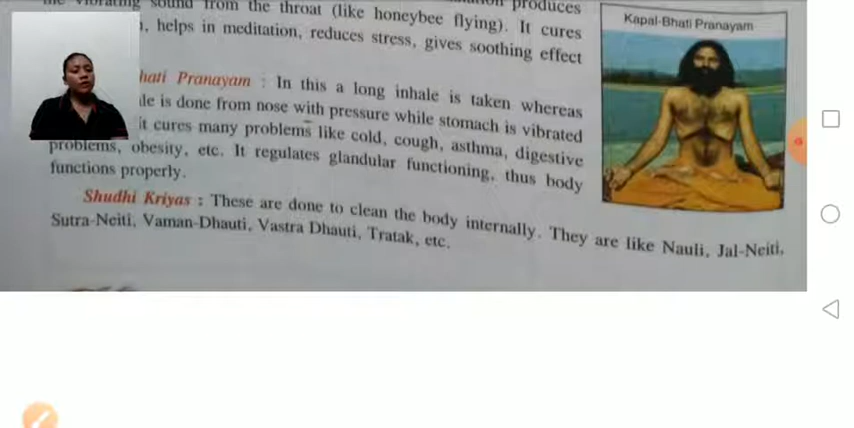 vibrating sound from the throat (like honeybee flying). It cures
produces
, helps in meditation, reduces stress, gives soothing effect
Kapal-Bhati Pranayam
hati Pranayam : In this a long inhale is taken whereas
le is done from nose with pressure while stomach is vibrated
it cures many problems like cold, cough, asthma, digestive
problems, obesity, etc. It regulates glandular functioning, thus body
functions properly.
Shudhi Kriyas : These are done to clean the body internally. They are like Nauli, Jal-Neiti,
Sutra-Neiti, Vaman-Dhauti, Vastra Dhauti, Tratak, etc.